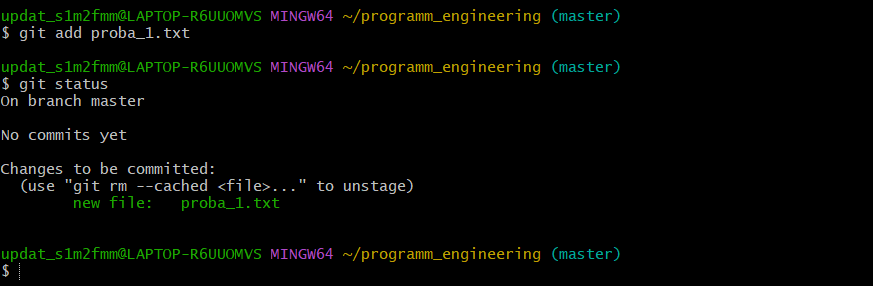 updat_s1m2fmm@LAPTOP-R6UUOMVS MINGW64 ~/programm_engineering (master)
$ git add proba_1.txt
updat_s1m2fmm@LAPTOP-R6UUOMVS MINGW64 ~/programm_engineering (master)
$ git status
On branch master
No commits yet
Changes to be committed:
  (use "git rm --cached <file>..." to unstage)
        new file:   proba_1.txt
updat_s1m2fmm@LAPTOP-R6UUOMVS MINGW64 ~/programm_engineering (master)
$